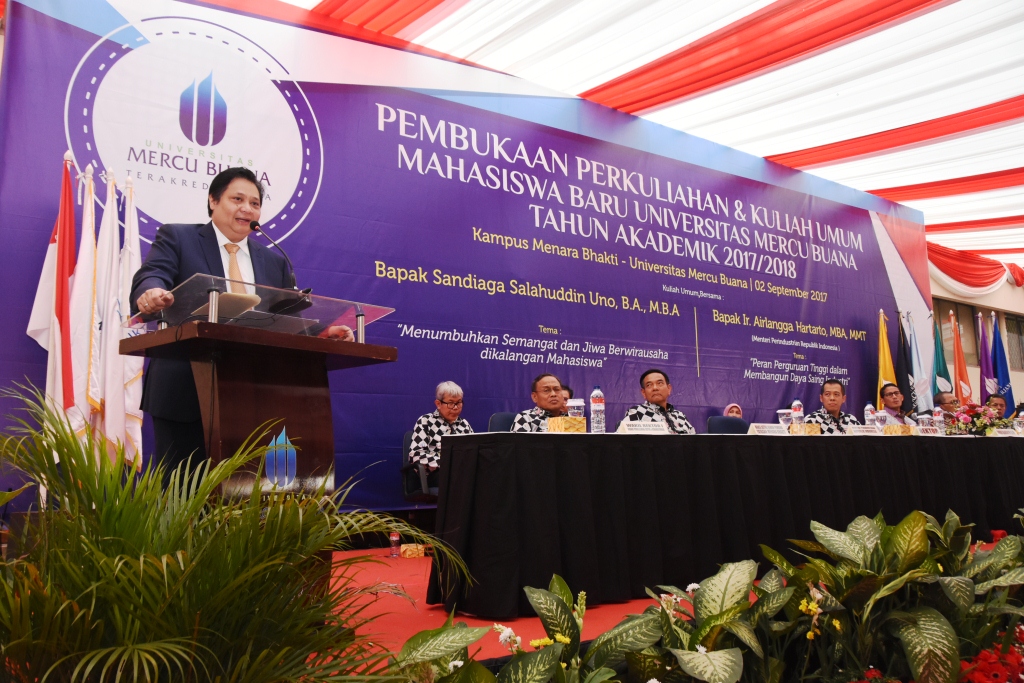 UNIVERSITAS
MERCU BUANA
PEMBUKAAN PERKULIAHAN & KULIAH UMUM
MAHASISWA BARU UNIVERSITAS MERCU BUANA
TAHUN AKADEMIK 2017/2018
Kampus Menara Bhakti - Universitas Mercu Buana | 02 September 2017
Kuliah Umum Bersama :
Bapak Sandiaga Salahuddin Uno, B.A., M.B.A
Tema :
"Menumbuhkan Semangat dan Jiwa Berwirausaha
dikalangan Mahasiswa"
Bapak Ir. Airlangga Hartarto, MBA, MMT
(Menteri Perindustrian Republik Indonesia )
Tema :
"Peran Perguruan Tinggi dalam
Membangun Daya Saing Industri"